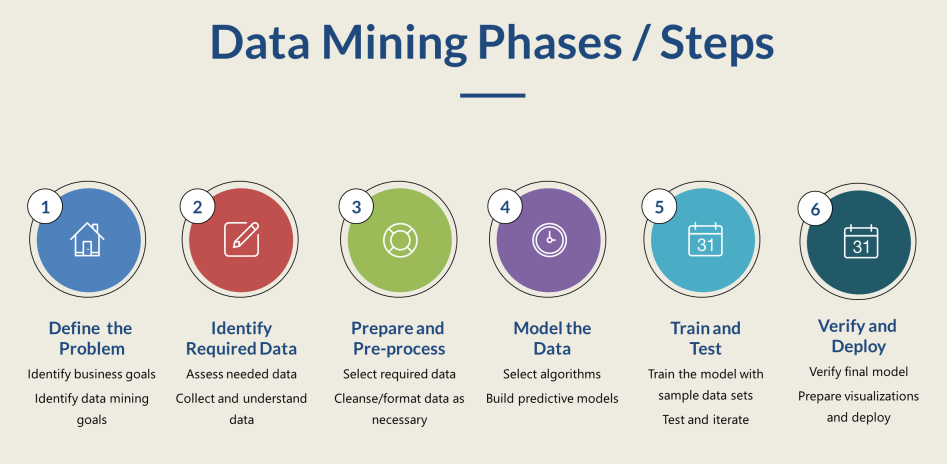 Data Mining Phases / Steps
1
2
3
4
5
6
31
31
Define the
Problem
Identify business goals
Identify data mining
goals
Identify
Required Data
Assess needed data
Collect and understand
data
Prepare and
Pre-process
Select required data
Cleanse/format data as
necessary
Model the
Data
Select algorithms
Build predictive models
Train and
Test
Train the model with
sample data sets
Test and iterate
Verify and
Deploy
Verify final model
Prepare visualizations
and deploy